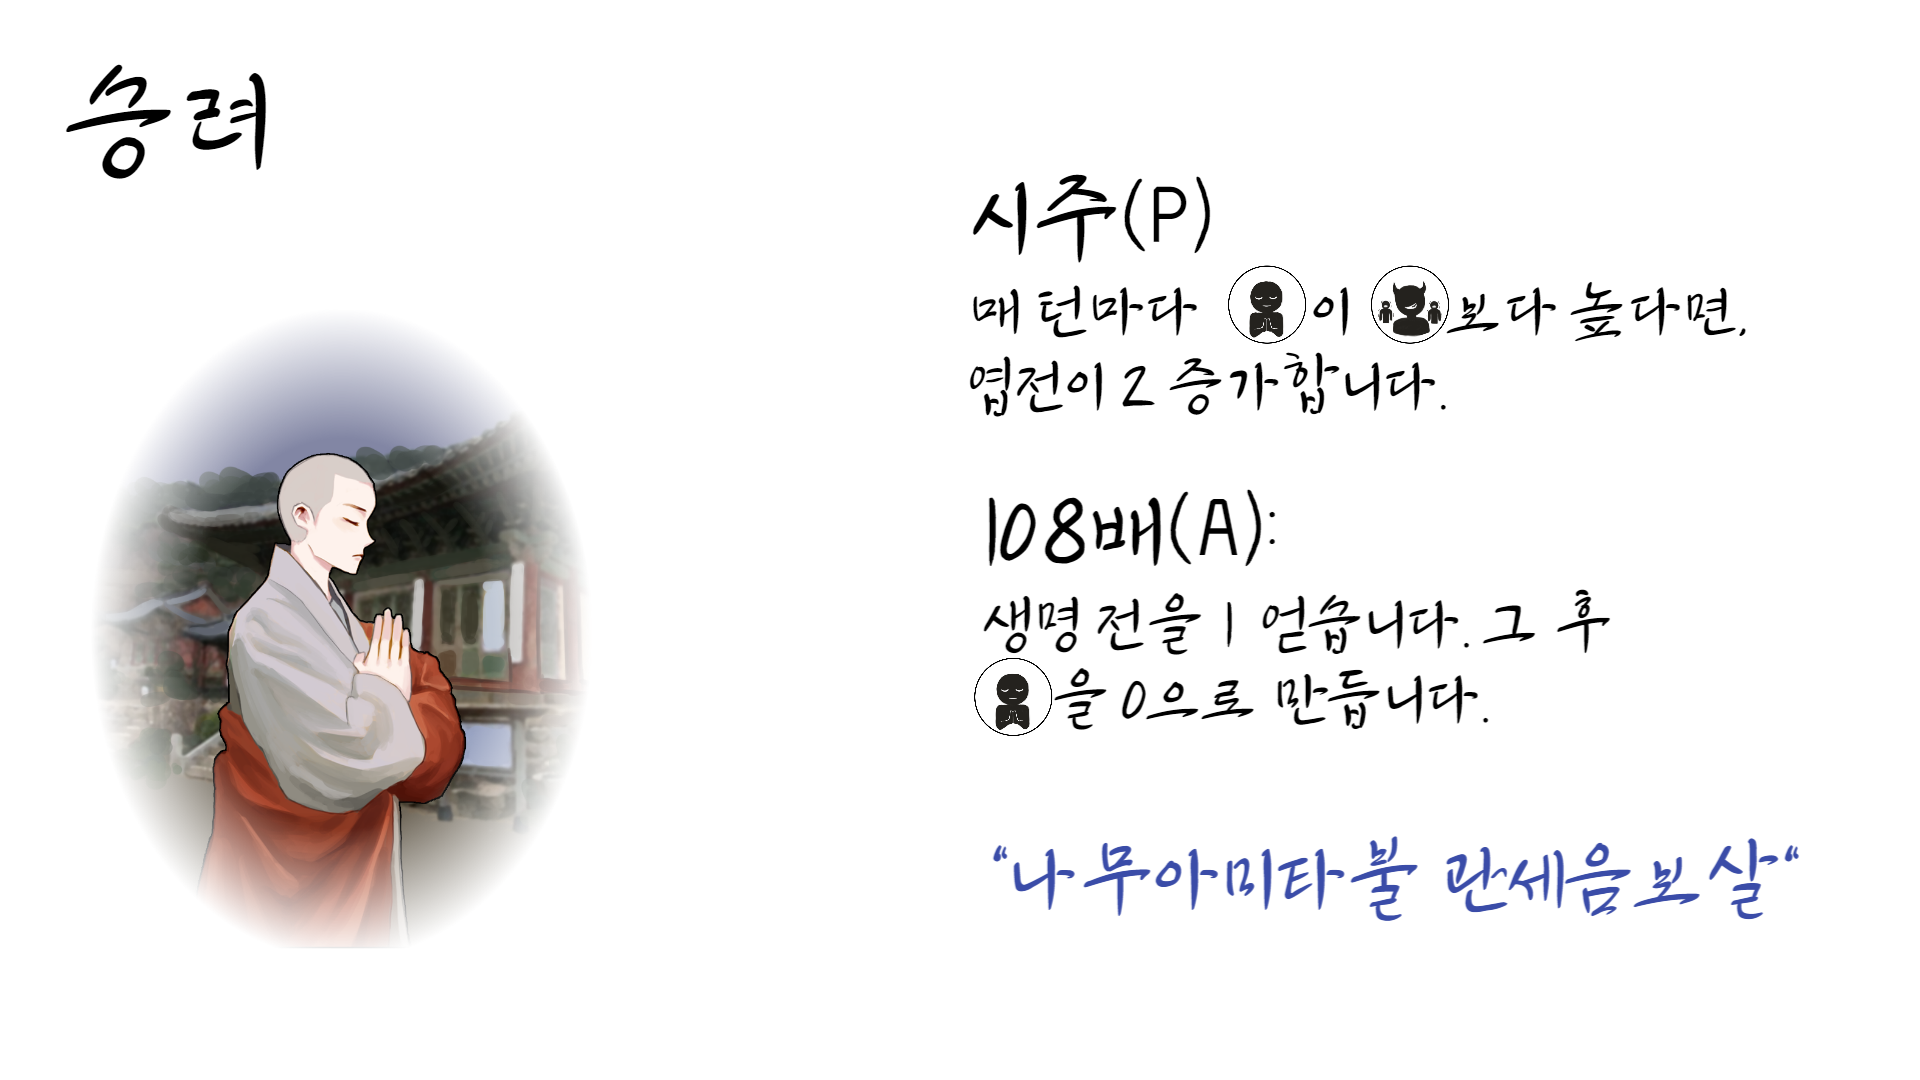 승려
시주(P)
매 턴마다 이 보다 높다면,
엽전이 2 증가합니다.
108배(A):
생명전을 1 얻습니다. 그 후
을 0으로 만듭니다.
"나무아미타불 관세음보살"